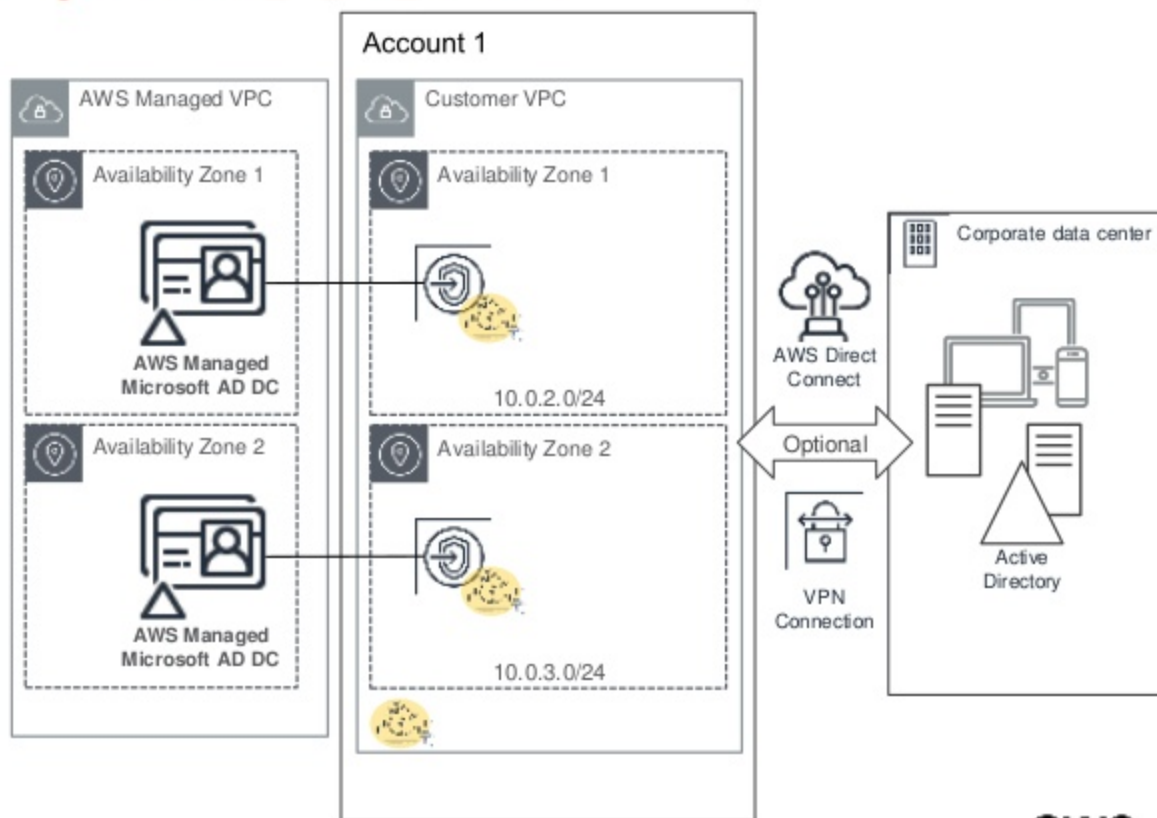 Account 1
AWS Managed VPC
Customer VPC
Availability Zone 1
Availability Zone 1
Corporate data center
AWS Managed
Microsoft AD DC
10.0.2.0/24
AWS Direct
Connect
Availability Zone 2
Availability Zone 2
Optional
Active
Directory
VPN
Connection
AWS Managed
Microsoft AD DC
10.0.3.0/24